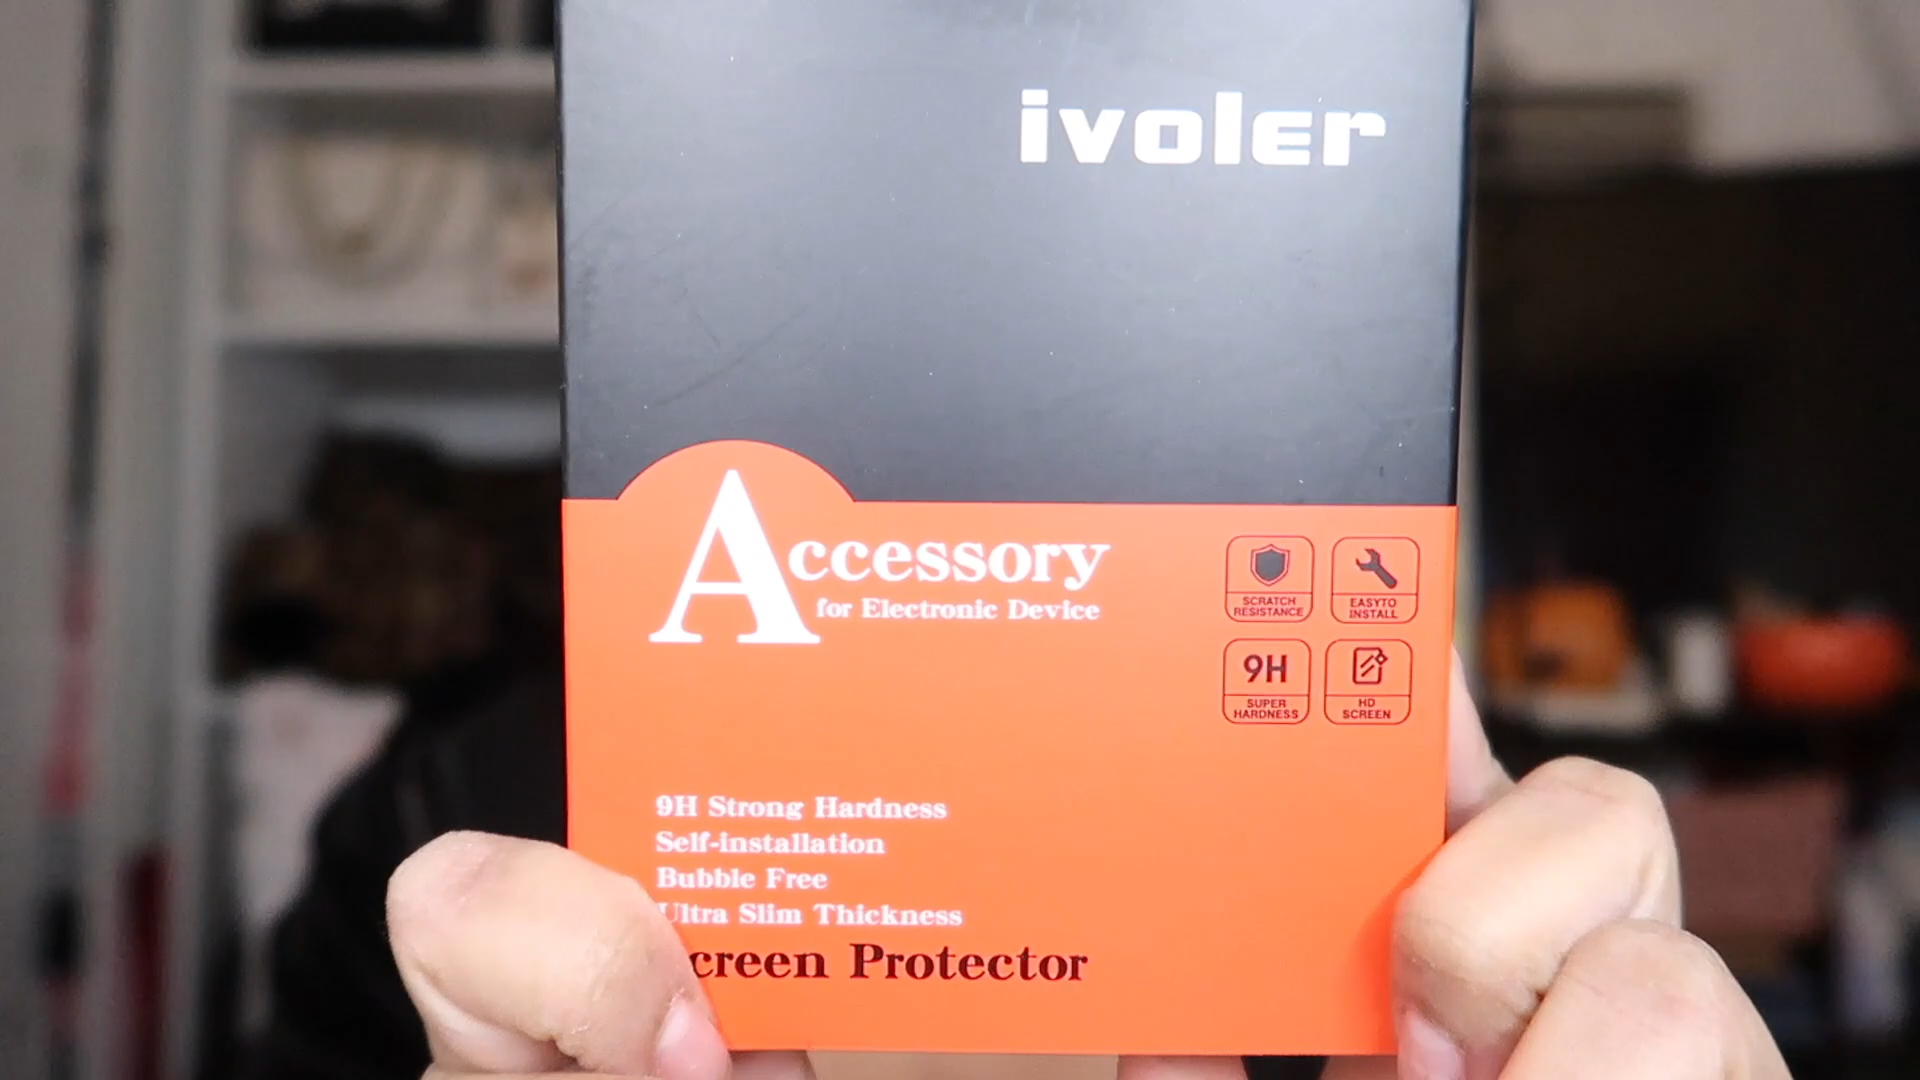 ivoler
Accessory
for Electronic Device
SCRATCH
RESISTANCE
EASYTO
INSTALL
9H
SUPER
HARDNESS
HD
SCREEN
9H Strong Hardness
Self-installation
Bubble Free
Ultra Slim Thickness
creen Protector